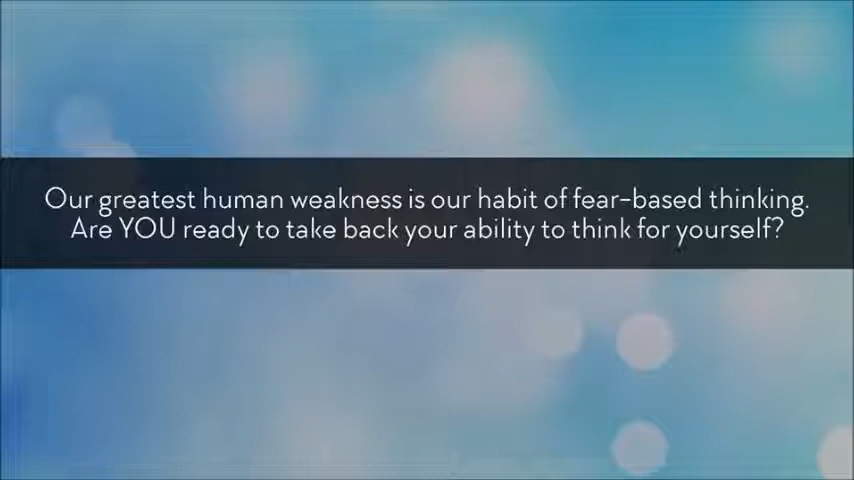 Our greatest human weakness is our habit of fear-based thinking.
Are YOU ready to take back your ability to think for yourself?